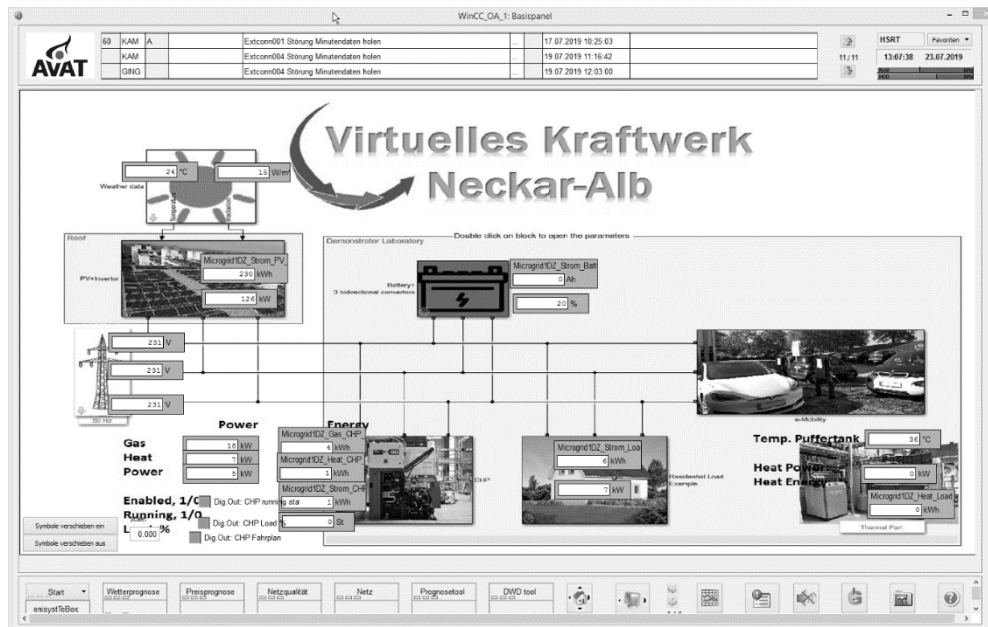 WinCC_OA_1: Basispanel
AVAT
60 KAM A Extconn001 Störung Minutendaten holen ... 17.07.2019 10:25:03
KAM Extconn004 Störung Minutendaten holen ... 19.07.2019 11:16:42
GING Extconn004 Störung Minutendaten holen ... 19.07.2019 12:03:00
11/11
HSRT Favoriten
13:07:38 23.07.2019
Virtuelles Kraftwerk
Neckar-Alb
24 °C
15 W/m²
Weather data
Temperature
Roof
PV+Invertor
Microgrid1DZ_Strom_PV
230 kWh
126 kW
Demonstrator Laboratory
Double click on block to open the parameters
Battery+
3 bidirectional convertors
Microgrid1DZ_Strom_Batt
0 Ah
20 %
231 V
231 V
231 V
50 Hz
e-Mobility
Power Energy
Gas 18 kW
Heat 7 kW
Power 5 kW
Microgrid1DZ_Gas_CHP
6 kWh
Microgrid1DZ_Heat_CHP
1 kWh
Microgrid1DZ_Strom_CHP
1 kWh
0 St
CHP
Enabled, 1/0
Running, 1/0
%
0.000
Dig.Out: CHP running sta
Dig.Out: CHP Load %
Dig.Out: CHP Fahrplan
Microgrid1DZ_Strom_Loa
6 kWh
7 kW
Residential Load
Example
Temp. Puffertank 36 °C
Heat Power 0 kW
Heat Energy
Microgrid1DZ_Heat_Load
0 kWh
Thermal Part
Symbole verschieben ein
Symbole verschieben aus
Start
enisystToBox
Wetterprognose
Preisprognose
Netzqualität
Netz
Prognosetool
DWD tool